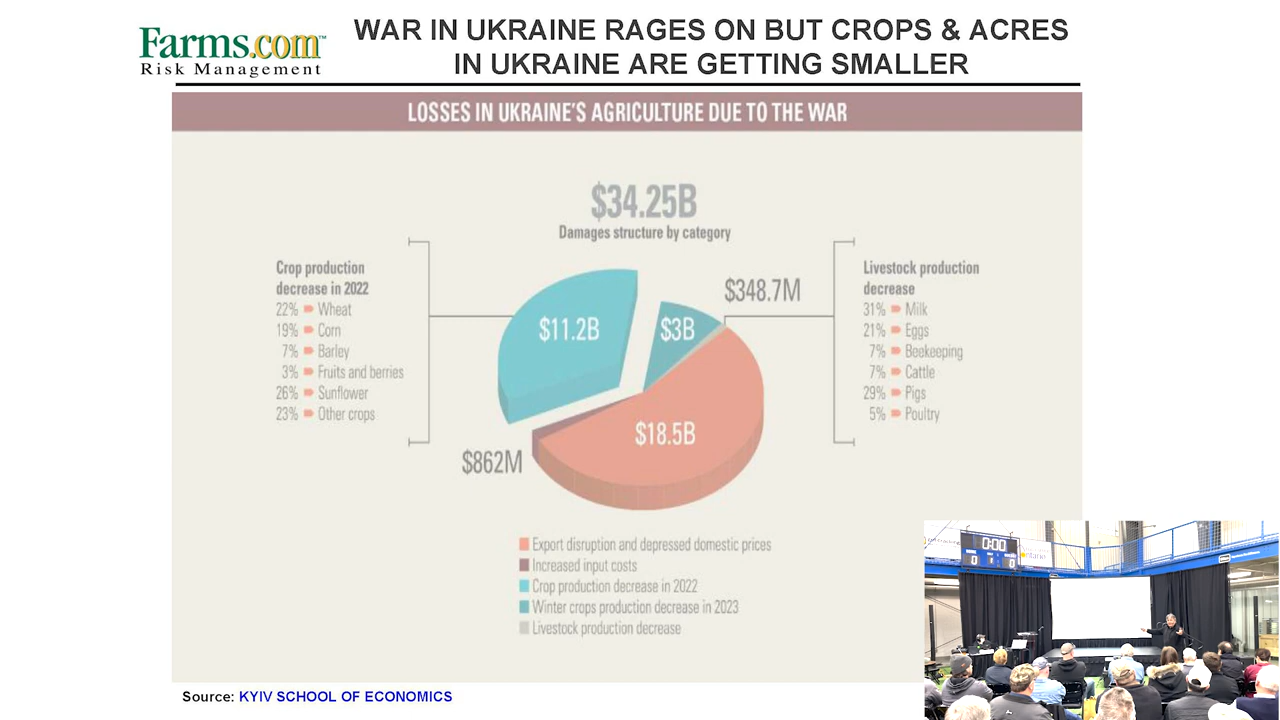 Farms.com™
Risk Management
WAR IN UKRAINE RAGES ON BUT CROPS & ACRES
IN UKRAINE ARE GETTING SMALLER
LOSSES IN UKRAINE'S AGRICULTURE DUE TO THE WAR
$34.25B
Damages structure by category
Crop production
decrease in 2022
22% Wheat
19% Corn
7% Barley
3% Fruits and berries
26% Sunflower
23% Other crops
$11.2B
$3B
$348.7M
$18.5B
$862M
Livestock production
decrease
31% Milk
21% Eggs
7% Beekeeping
7% Cattle
29% Pigs
5% Poultry
Export disruption and depressed domestic prices
Increased input costs
Crop production decrease in 2022
Winter crops production decrease in 2023
Livestock production decrease
0:00
0 0
Source: KYIV SCHOOL OF ECONOMICS